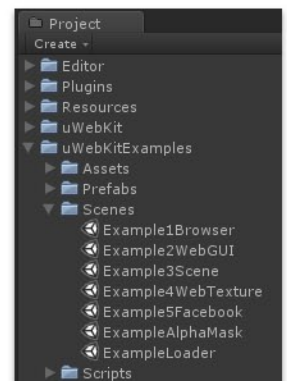 Project
Create
Editor
Plugins
Resources
uWebKit
uWebKitExamples
Assets
Prefabs
Scenes
Example1Browser
Example2WebGUI
Example3Scene
Example4WebTexture
Example5Facebook
ExampleAlphaMask
ExampleLoader
Scripts